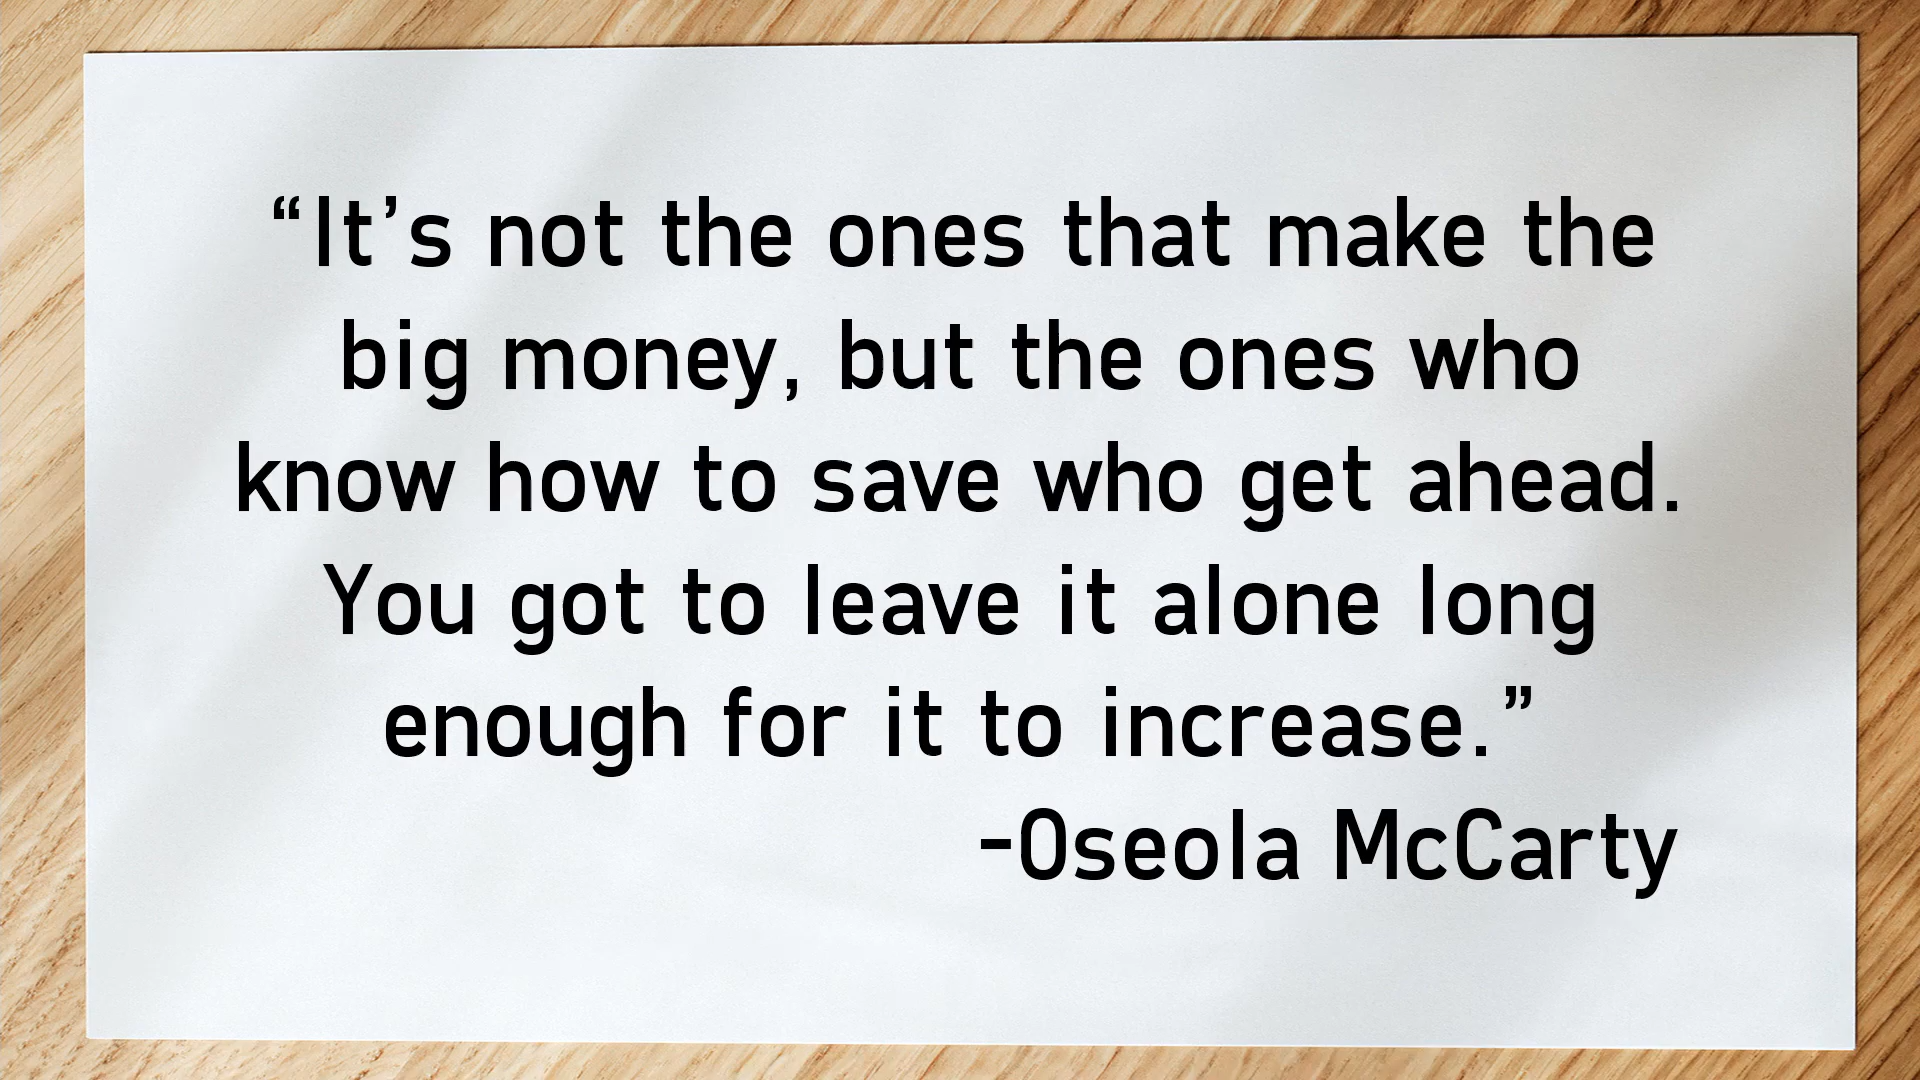 “It’s not the ones that make the
big money, but the ones who
know how to save who get ahead.
You got to leave it alone long
enough for it to increase.”
-Oseola McCarty